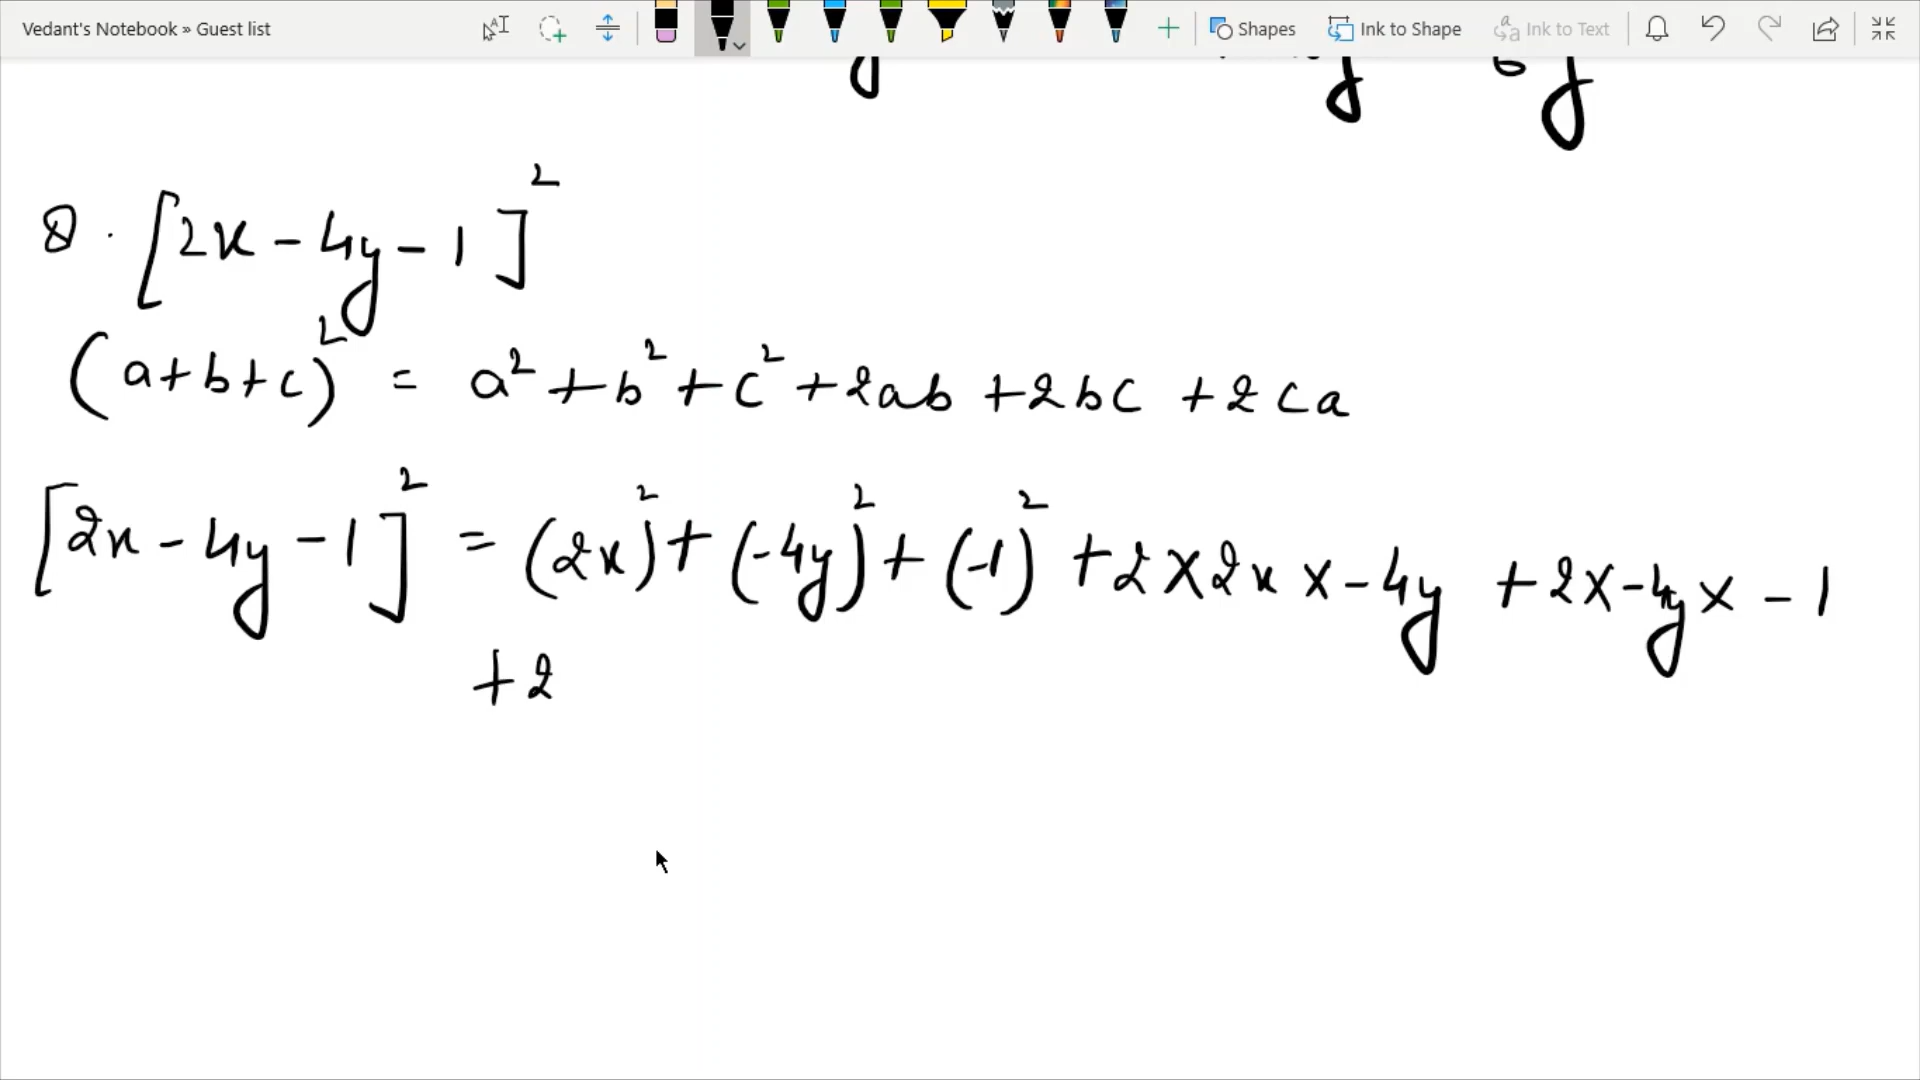 Vedant's Notebook » Guest list
Shapes Ink to Shape Ink to Text
y y 6y
8. [2x - 4y - 1]²
(a+b+c)² = a² + b² + c² + 2ab + 2bc + 2ca
[2x - 4y - 1]² = (2x)² + (-4y)² + (-1)² + 2 × 2x × -4y + 2 × -4y × -1
+2